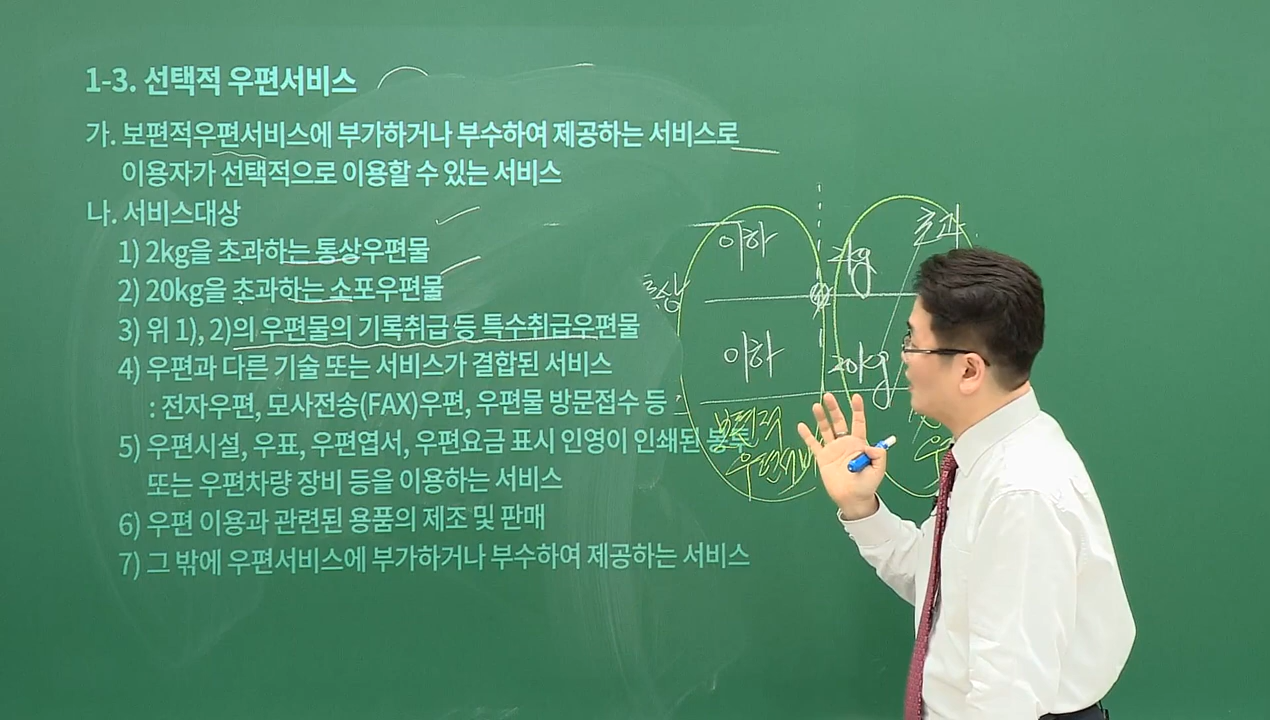 1-3. 선택적 우편서비스
가. 보편적우편서비스에 부가하거나 부수하여 제공하는 서비스로
이용자가 선택적으로 이용할 수 있는 서비스
나. 서비스대상
1) 2kg을 초과하는 통상우편물
2) 20kg을 초과하는 소포우편물
3) 위 1), 2)의 우편물의 기록취급 등 특수취급우편물
4) 우편과 다른 기술 또는 서비스가 결합된 서비스
: 전자우편, 모사전송(FAX)우편, 우편물 방문접수 등
5) 우편시설, 우표, 우편엽서, 우편요금 표시 인영이 인쇄된 봉투
또는 우편차량 장비 등을 이용하는 서비스
6) 우편 이용과 관련된 용품의 제조 및 판매
7) 그 밖에 우편서비스에 부가하거나 부수하여 제공하는 서비스
이하 2kg 초과
통상
이하 20kg
보편적
우편서비